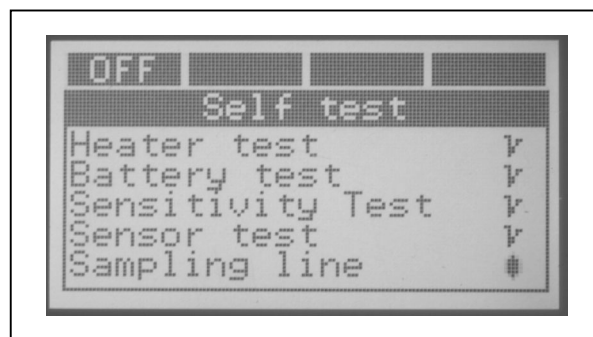 OFF
Self test
Heater test
Battery test
Sensitivity Test
Sensor test
Sampling line